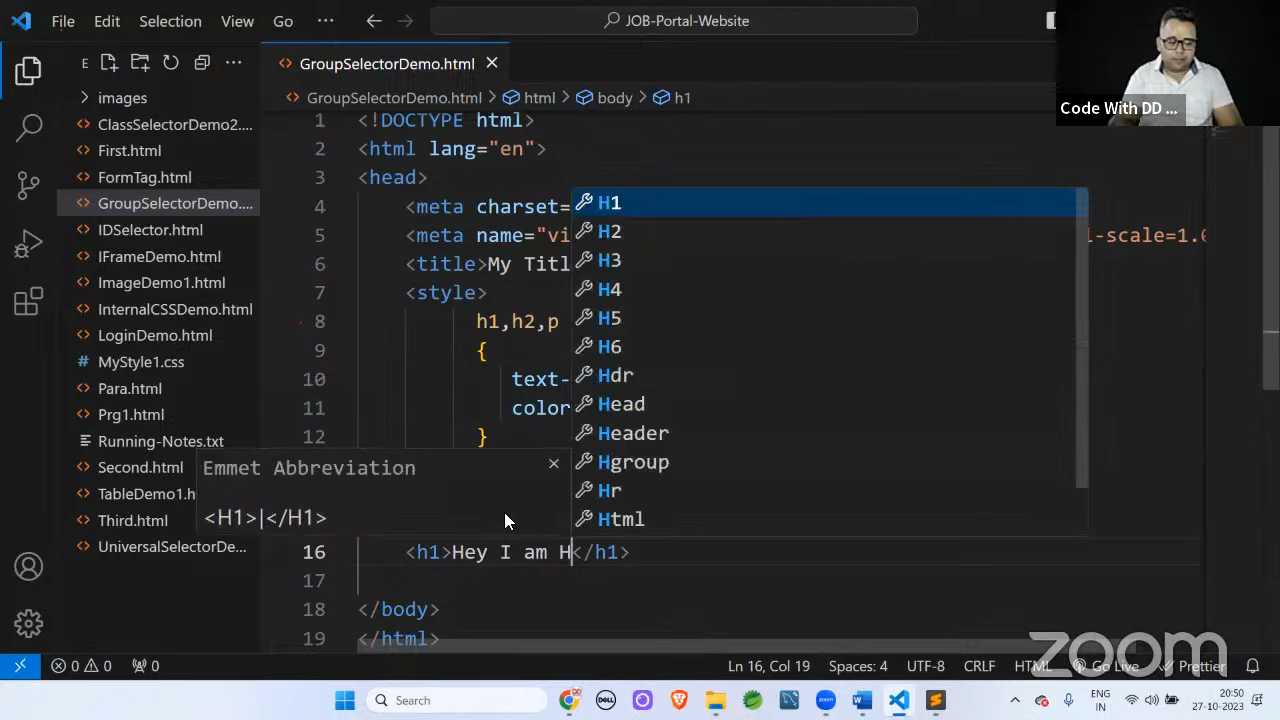 File Edit Selection View Go ··· JOB-Portal-Website
Code With DD ...
E
images
ClassSelectorDemo2....
First.html
FormTag.html
GroupSelectorDemo....
IDSelector.html
IFrameDemo.html
ImageDemo1.html
InternalCSSDemo.html
LoginDemo.html
MyStyle1.css
Para.html
Prg1.html
Running-Notes.txt
Second.html
TableDemo1.h
Third.html
UniversalSelectorDe...
GroupSelectorDemo.html
GroupSelectorDemo.html > html > body > h1
1 <!DOCTYPE html>
2 <html lang="en">
3 <head>
4 <meta charset=
5 <meta name="vi l-scale=1.0
6 <title>My Titl
7 <style>
8 h1,h2,p
9 {
10 text-
11 color
12 }
16 <h1>Hey I am H</h1>
17
18 </body>
19 </html>
H1
H2
H3
H4
H5
H6
Hdr
Head
Header
Hgroup
Hr
Html
Emmet Abbreviation
<H1>|</H1>
zoom
0 0 0 Ln 16, Col 19 Spaces: 4 UTF-8 CRLF HTML Go Live Prettier
Search
ENG
IN
20:50
27-10-2023